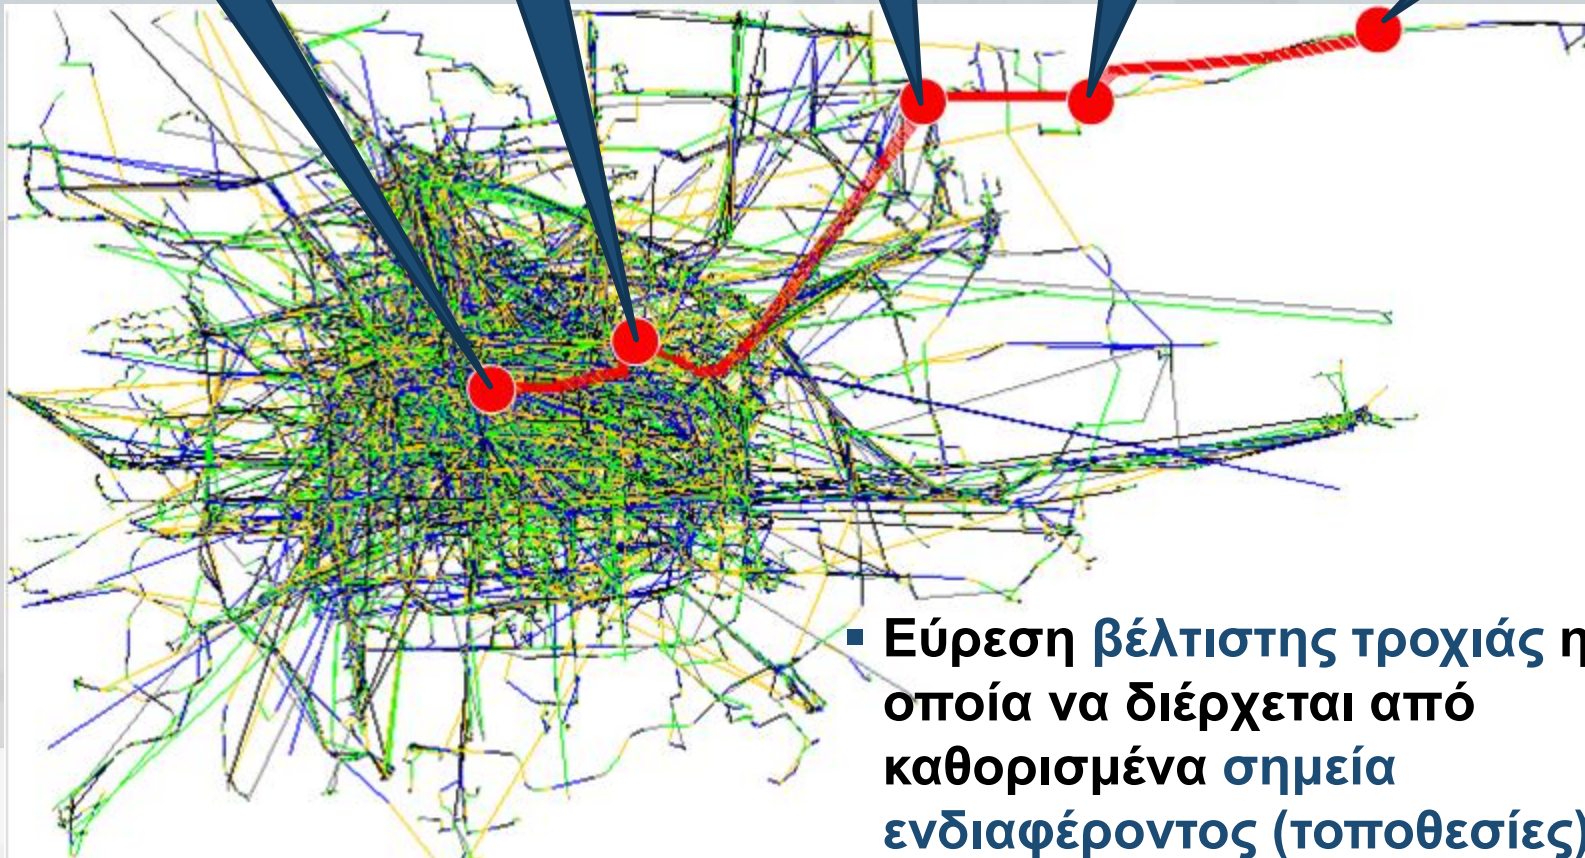 ▪ Εύρεση βέλτιστης τροχιάς η
οποία να διέρχεται από
καθορισμένα σημεία
ενδιαφέροντος (τοποθεσίες)